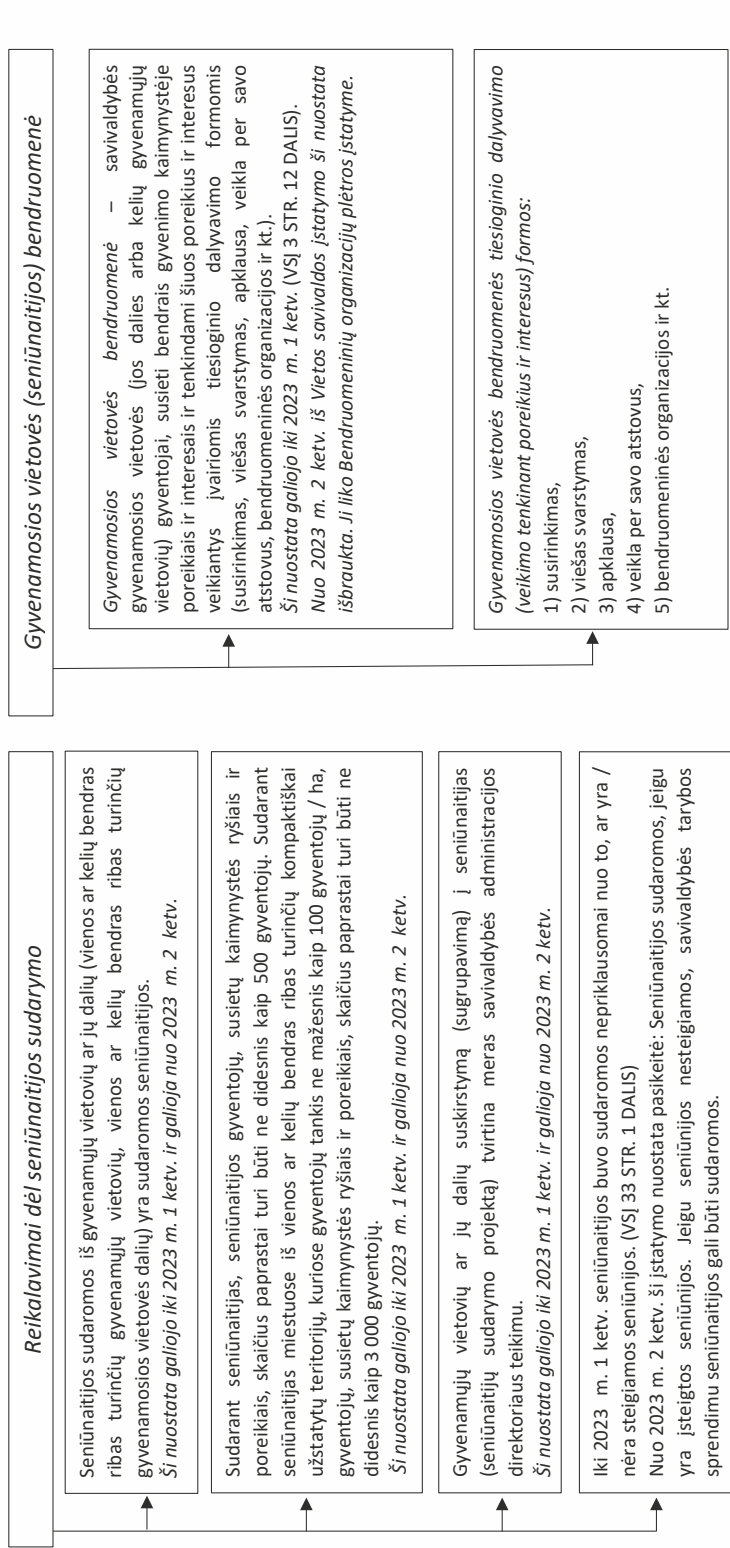 Reikalavimai dėl seniūnaitijos sudarymo
Seniūnaitijos sudaromos iš gyvenamųjų vietovių ar jų dalių (vienos ar kelių bendras
ribas turinčių gyvenamųjų vietovių, vienos ar kelių bendras ribas turinčių
gyvenamosios vietovės dalių) yra sudaromos seniūnaitijos.
Ši nuostata galiojo iki 2023 m. 1 ketv. ir galioja nuo 2023 m. 2 ketv.
Sudarant seniūnaitijas, seniūnaitijos gyventojų, susietų kaimynystės ryšiais ir
poreikiais, skaičius paprastai turi būti ne didesnis kaip 500 gyventojų. Sudarant
seniūnaitijas miestuose iš vienos ar kelių bendras ribas turinčių kompaktiškai
užstatytų teritorijų, kuriose gyventojų tankis ne mažesnis kaip 100 gyventojų / ha,
gyventojų, susietų kaimynystės ryšiais ir poreikiais, skaičius paprastai turi būti ne
didesnis kaip 3 000 gyventojų.
Ši nuostata galiojo iki 2023 m. 1 ketv. ir galioja nuo 2023 m. 2 ketv.
Gyvenamųjų vietovių ar jų dalių suskirstymą (sugrupavimą) į seniūnaitijas
(seniūnaitijų sudarymo projektą) tvirtina meras savivaldybės administracijos
direktoriaus teikimu.
Ši nuostata galiojo iki 2023 m. 1 ketv. ir galioja nuo 2023 m. 2 ketv.
Iki 2023 m. 1 ketv. seniūnaitijos buvo sudaromos nepriklausomai nuo to, ar yra /
nėra steigiamos seniūnijos. (VSĮ 33 STR. 1 DALIS)
Nuo 2023 m. 2 ketv. ši įstatymo nuostata pasikeitė: Seniūnaitijos sudaromos, jeigu
yra įsteigtos seniūnijos. Jeigu seniūnijos nesteigiamos, savivaldybės tarybos
sprendimu seniūnaitijos gali būti sudaromos.
Gyvenamosios vietovės (seniūnaitijos) bendruomenė
Gyvenamosios vietovės bendruomenė – savivaldybės
gyvenamosios vietovės (jos dalies arba kelių gyvenamųjų
vietovių) gyventojai, susieti bendrais gyvenimo kaimynystėje
poreikiais ir interesais ir tenkindami šiuos poreikius ir interesus
veikiantys įvairiomis tiesioginio dalyvavimo formomis
(susirinkimas, viešas svarstymas, apklausa, veikla per savo
atstovus, bendruomeninės organizacijos ir kt.).
Ši nuostata galiojo iki 2023 m. 1 ketv. (VSĮ 3 STR. 12 DALIS).
Nuo 2023 m. 2 ketv. iš Vietos savivaldos įstatymo ši nuostata
išbraukta. Ji liko Bendruomeninių organizacijų plėtros įstatyme.
Gyvenamosios vietovės bendruomenės tiesioginio dalyvavimo
(veikimo tenkinant poreikius ir interesus) formos:
1) susirinkimas,
2) viešas svarstymas,
3) apklausa,
4) veikla per savo atstovus,
5) bendruomeninės organizacijos ir kt.